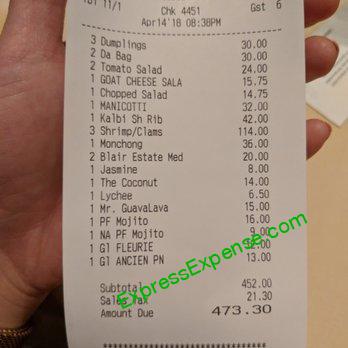 Tbl 11/1
Chk 4451
Gst 6
Apr14'18 08:38PM
3 Dumplings 30.00
2 Da Bag 30.00
2 Tomato Salad 24.00
1 GOAT CHEESE SALA 15.75
1 Chopped Salad 14.75
1 MANICOTTI 32.00
1 Kalbi Sh Rib 42.00
3 Shrimp/Clams 114.00
1 Monchong 36.00
2 Blair Estate Med 20.00
1 Jasmine 8.00
1 The Coconut 14.00
1 Lychee 6.50
1 Mr. GuavaLava 15.00
1 PF Mojito 16.00
1 NA PF Mojito 9.00
1 Gl FLEURIE
1 Gl ANCIEN PN 13.00
Subtotal 452.00
Sales Tax 21.30
Amount Due 473.30
ExpressExpense.com